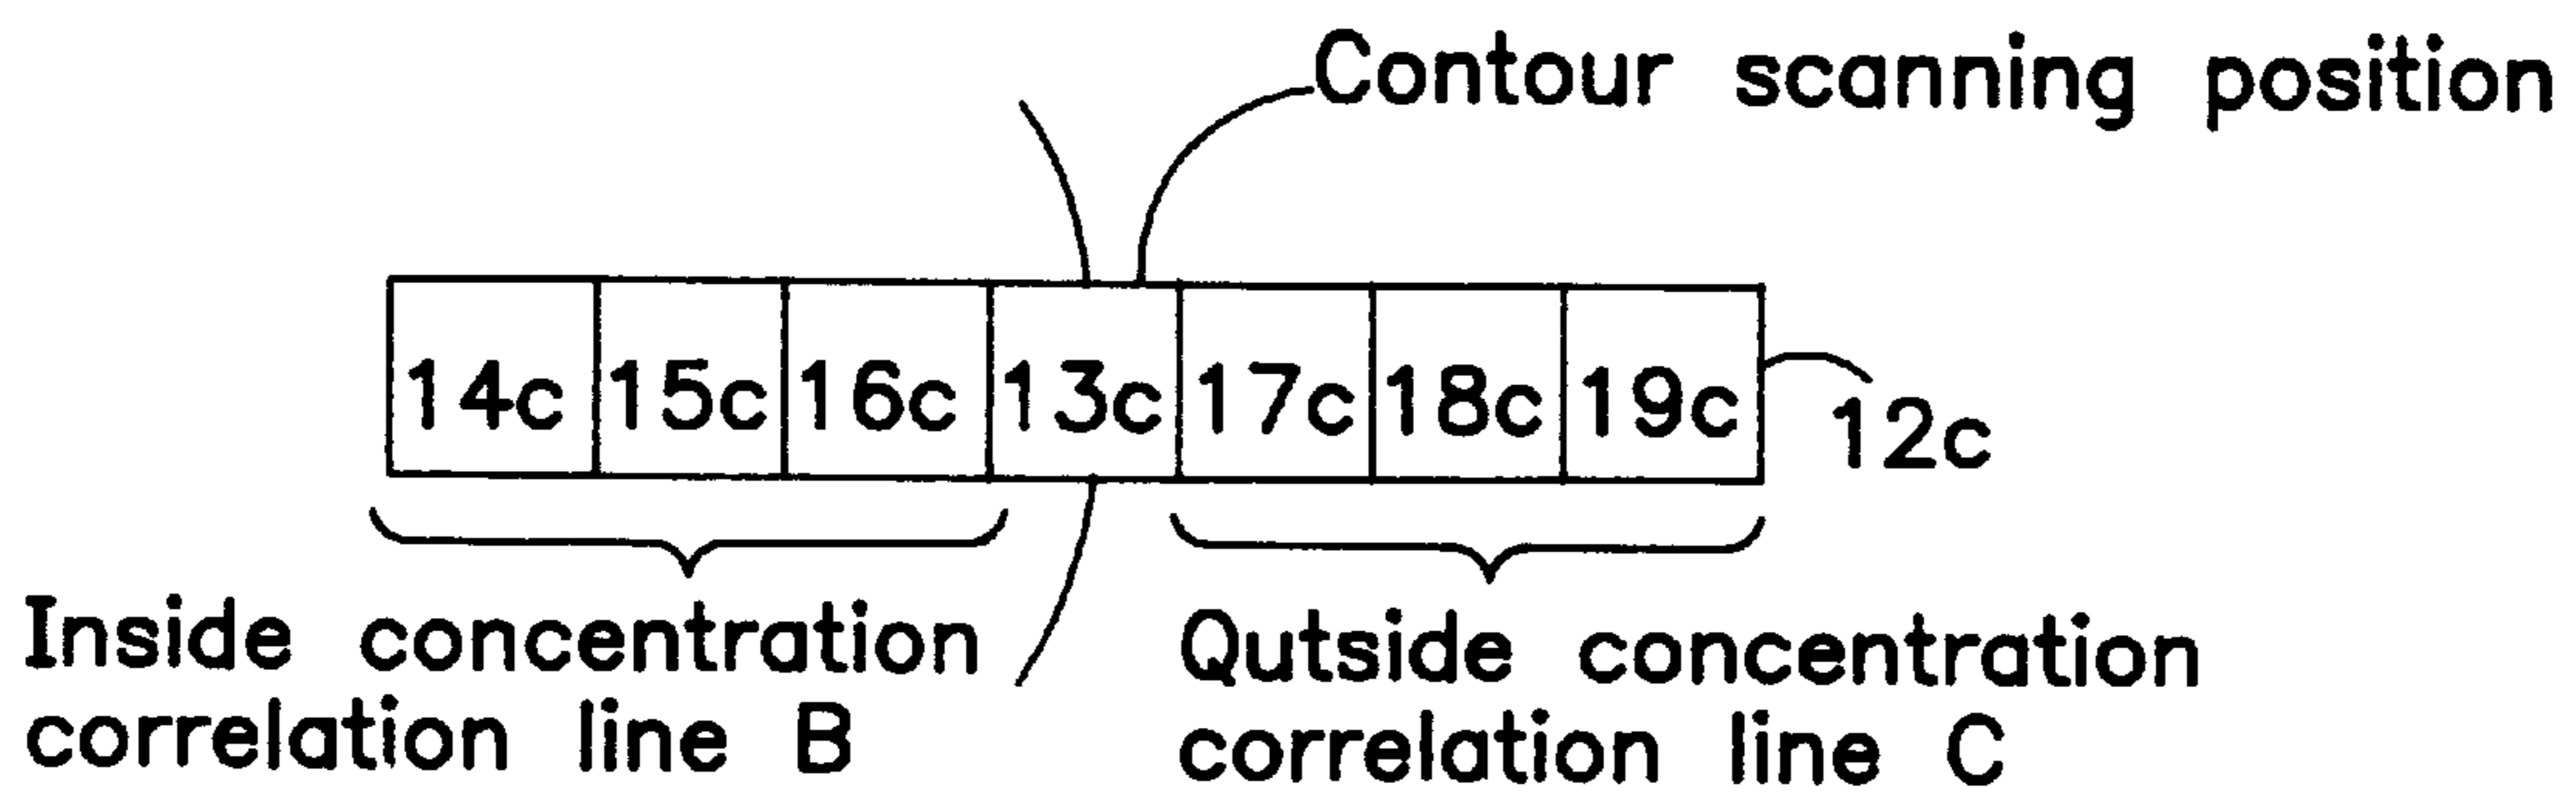 Contour scanning position
14c 15c 16c 13c 17c 18c 19c
12c
Inside concentration
correlation line B
Qutside concentration
correlation line C